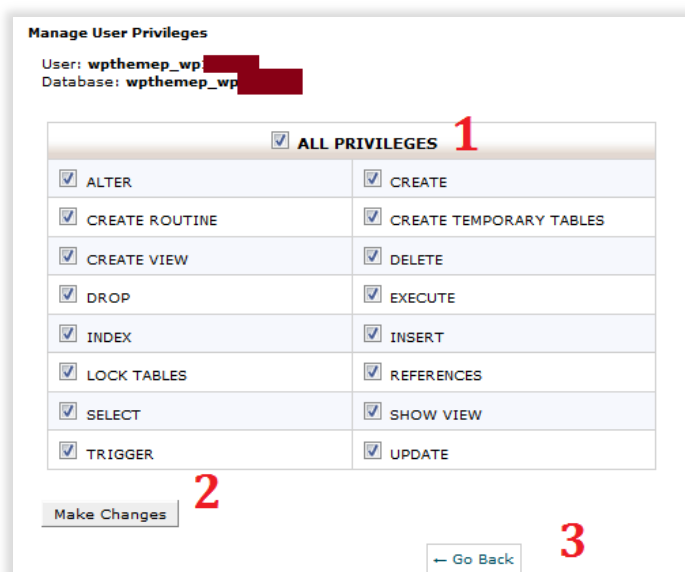 Manage User Privileges
User: wpthemep_wp
Database: wpthemep_wp
ALL PRIVILEGES 1
ALTER CREATE
CREATE ROUTINE CREATE TEMPORARY TABLES
CREATE VIEW DELETE
DROP EXECUTE
INDEX INSERT
LOCK TABLES REFERENCES
SELECT SHOW VIEW
TRIGGER UPDATE
2
Make Changes
3
← Go Back